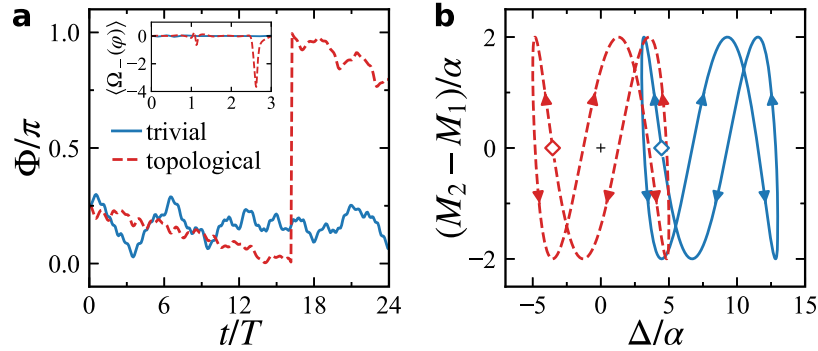 a
Φ/π
1.0
0.5
0.0
0 6 12 18 24
t/T
⟨Ω₋(φ)⟩
0
−2
−4
0 1 2 3
trivial
topological
b
(M₂ − M₁)/α
2
0
−2
−5 0 5 10 15
Δ/α